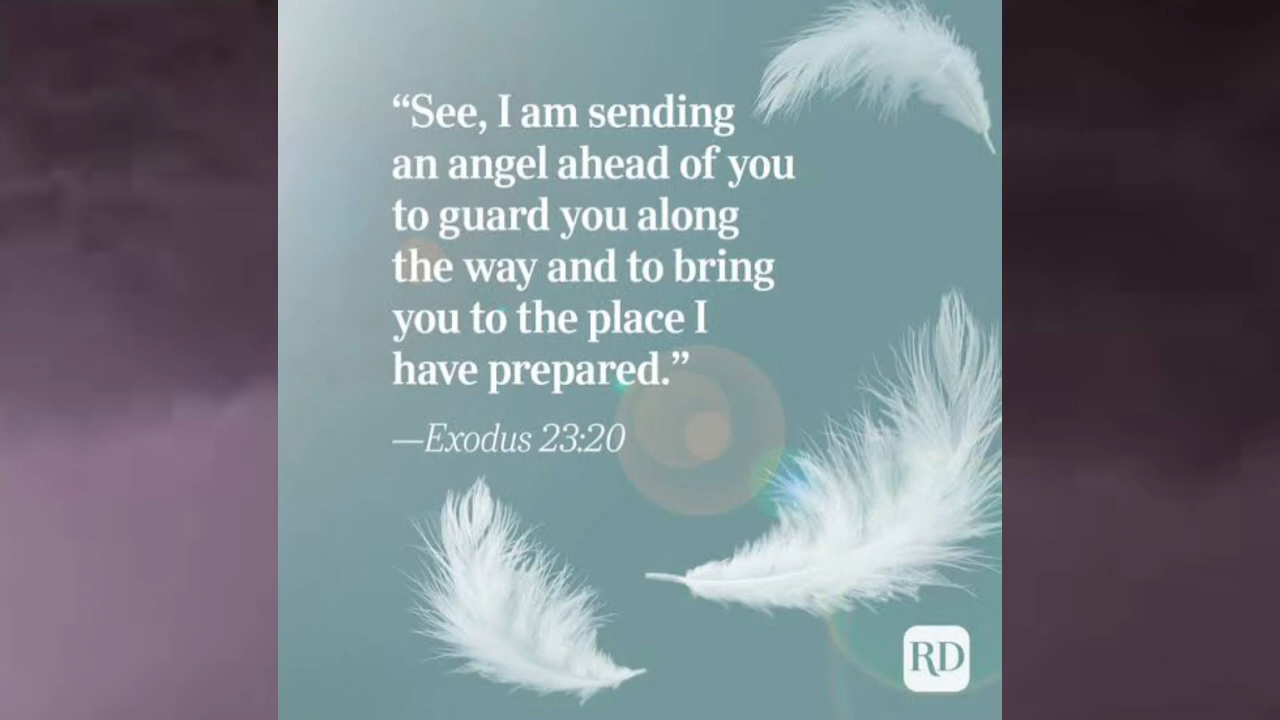 “See, I am sending
an angel ahead of you
to guard you along
the way and to bring
you to the place I
have prepared.”
—Exodus 23:20
RD